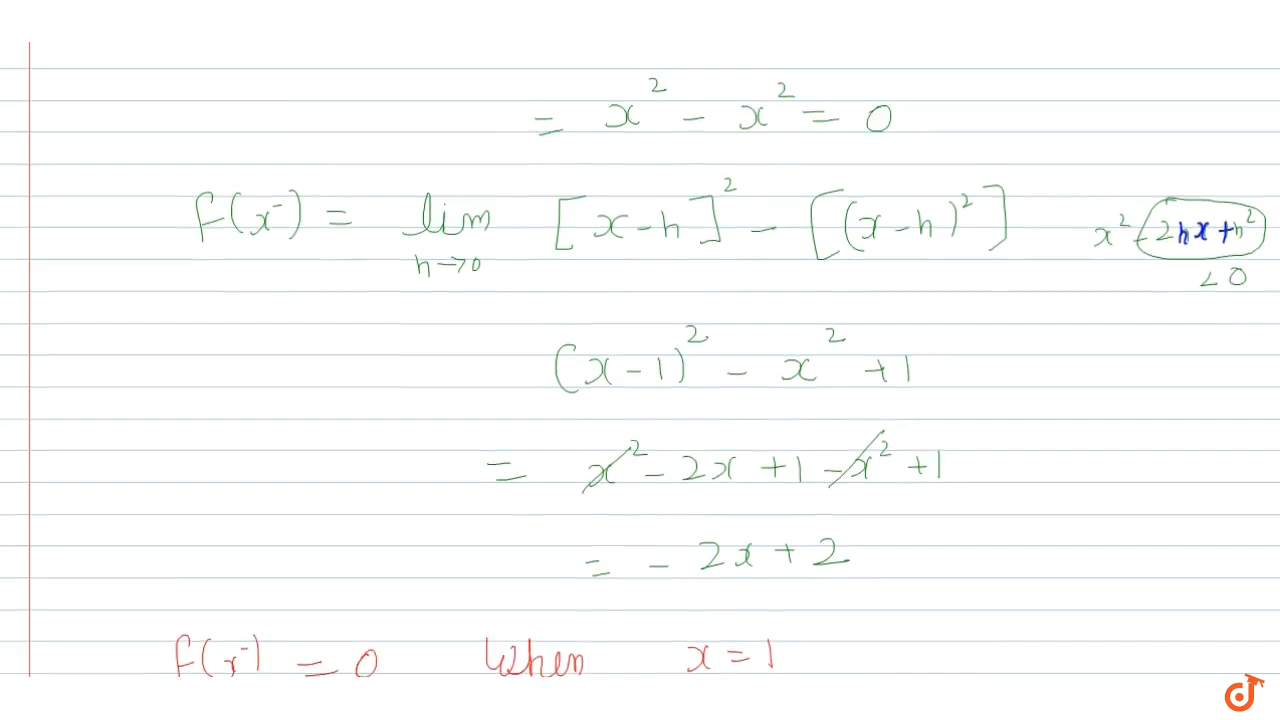 = x² - x² = 0
f(x⁻) = lim h→0 [x-h]² - [(x-h)²] x² - 2hx + h² < 0
(x-1)² - x² + 1
= x² - 2x + 1 - x² + 1
= - 2x + 2
f(x⁻) = 0 when x = 1